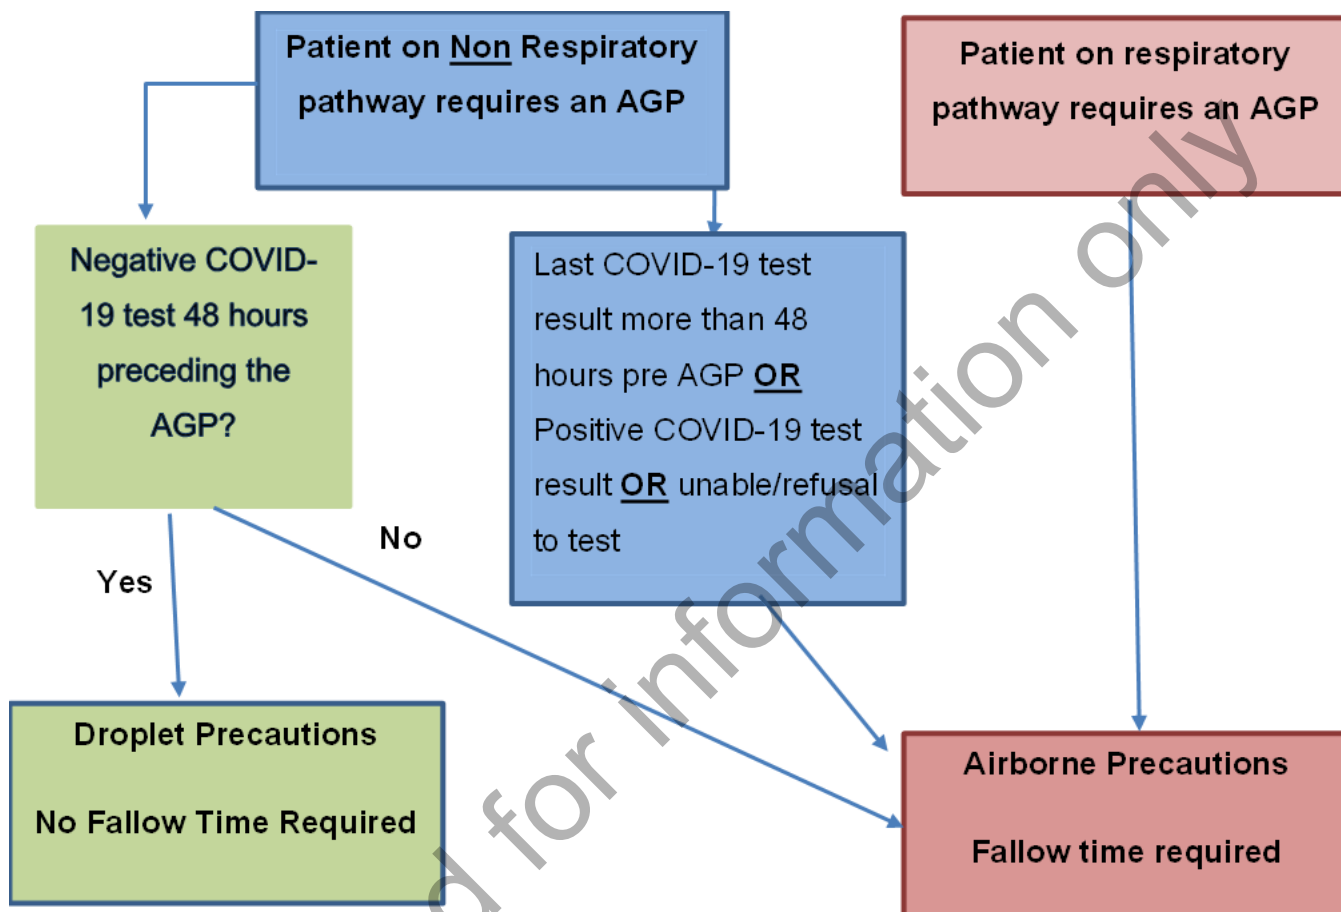 Patient on Non Respiratory
pathway requires an AGP
Patient on respiratory
pathway requires an AGP
Negative COVID-
19 test 48 hours
preceding the
AGP?
Last COVID-19 test
result more than 48
hours pre AGP OR
Positive COVID-19 test
result OR unable/refusal
to test
No
Yes
Droplet Precautions
No Fallow Time Required
Airborne Precautions
Fallow time required
for information only